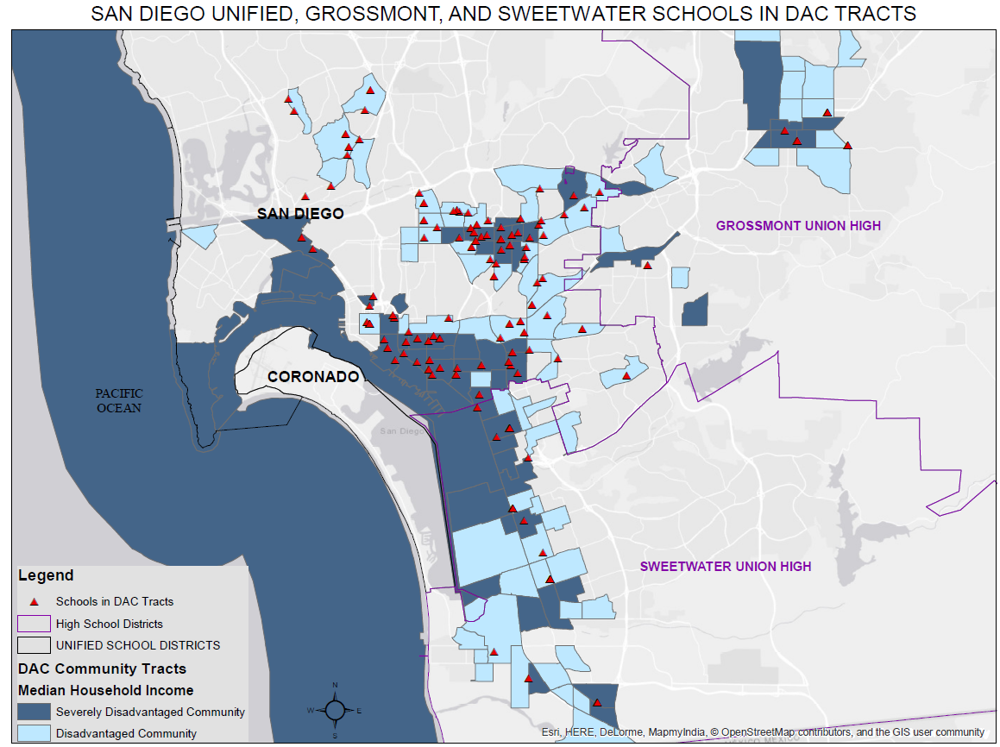 SAN DIEGO UNIFIED, GROSSMONT, AND SWEETWATER SCHOOLS IN DAC TRACTS
SAN DIEGO
GROSSMONT UNION HIGH
CORONADO
PACIFIC
OCEAN
San Diego
SWEETWATER UNION HIGH
Legend
Schools in DAC Tracts
High School Districts
UNIFIED SCHOOL DISTRICTS
DAC Community Tracts
Median Household Income
Severely Disadvantaged Community
Disadvantaged Community
N
W
E
S
Esri, HERE, DeLorme, MapmyIndia, © OpenStreetMap contributors, and the GIS user community
MEXICO